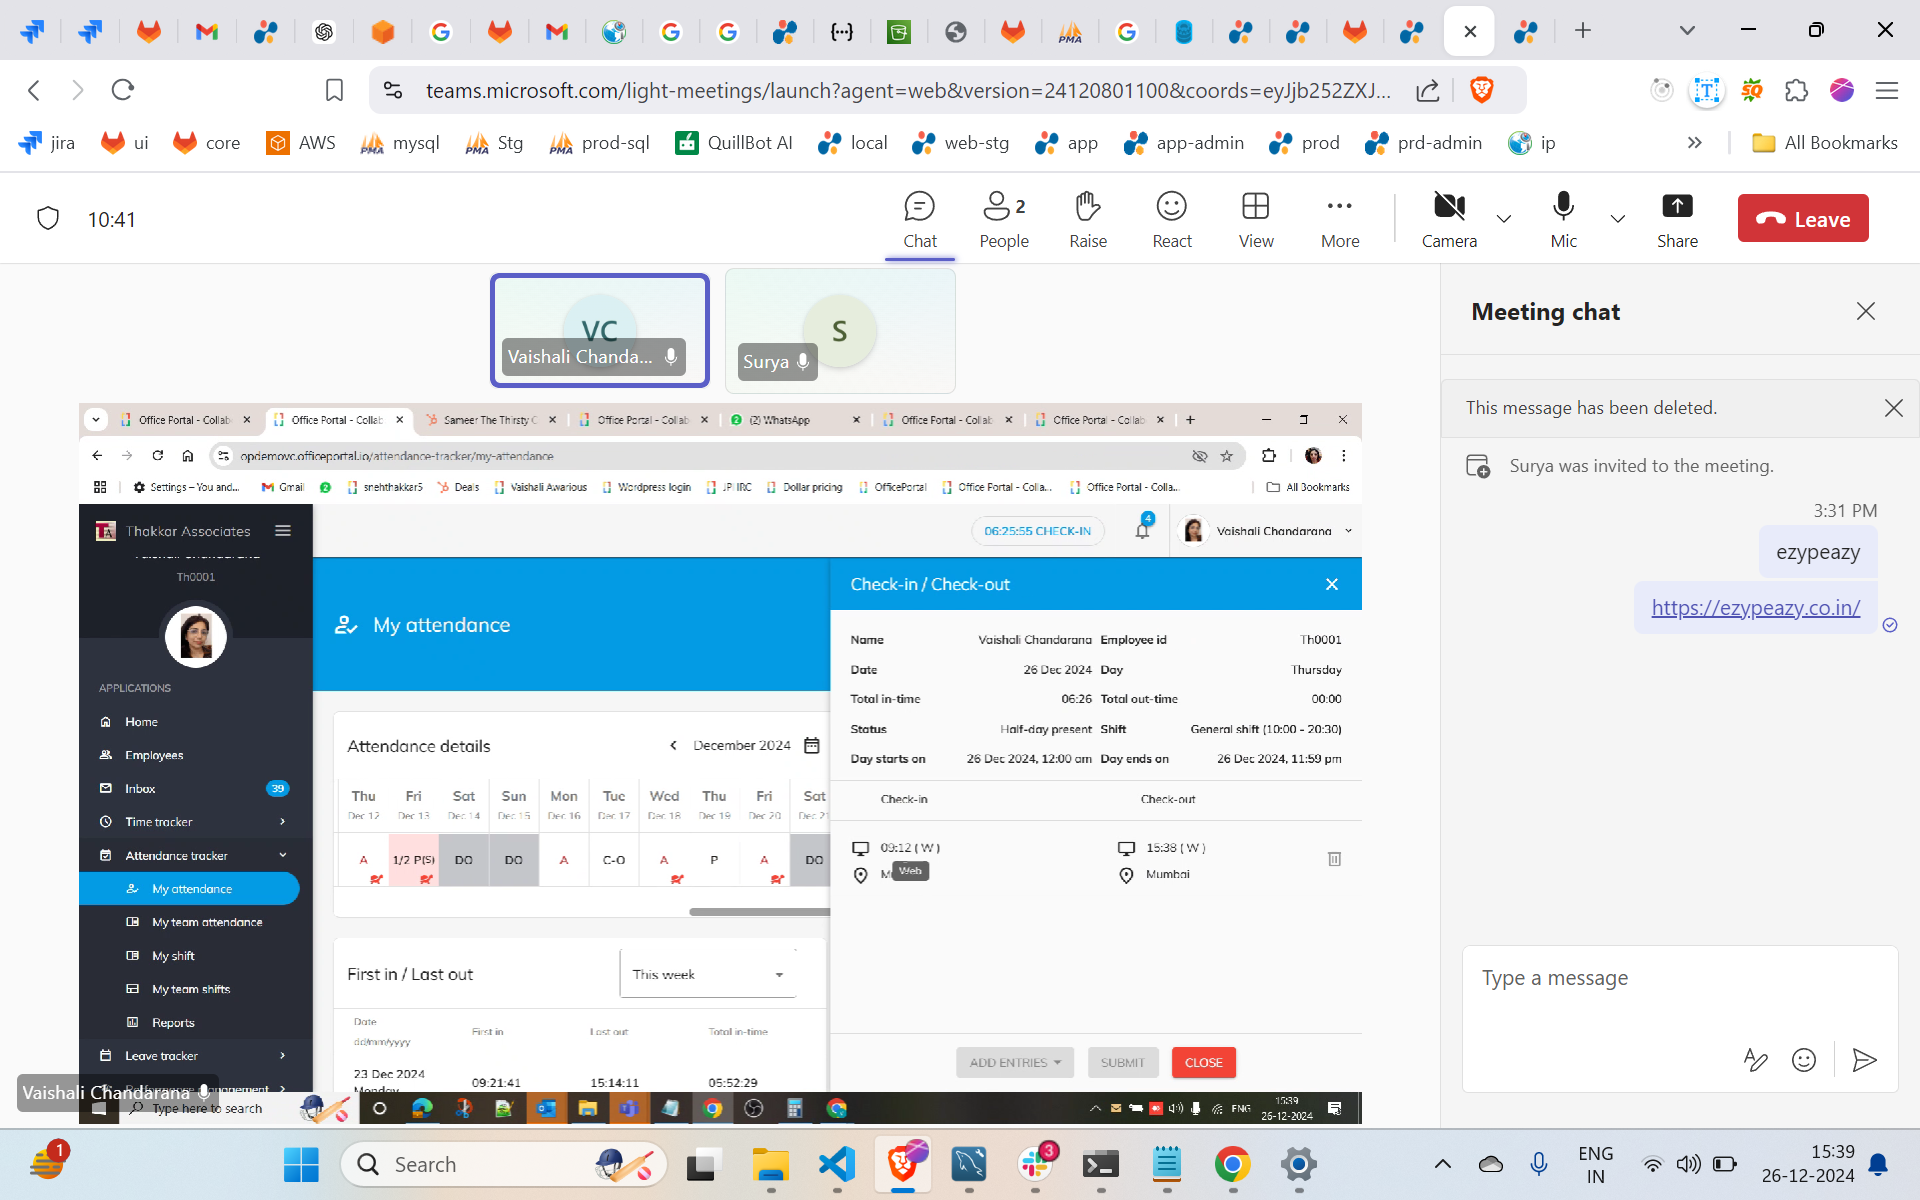 teams.microsoft.com/light-meetings/launch?agent=web&version=24120801100&coords=eyJjb252ZXJ...
jira
ui
core
AWS
mysql
Stg
prod-sql
QuillBot AI
local
web-stg
app
app-admin
prod
prd-admin
ip
All Bookmarks
10:41
Chat
2
People
Raise
React
View
More
Camera
Mic
Share
Leave
VC
Vaishali Chanda...
S
Surya
Meeting chat
This message has been deleted.
Surya was invited to the meeting.
3:31 PM
ezypeazy
https://ezypeazy.co.in/
Type a message
Office Portal - Collab
Office Portal - Collab
Sameer The Thirsty C
Office Portal - Collab
(2) WhatsApp
Office Portal - Collab
Office Portal - Collab
opdemovc.officeportal.io/attendance-tracker/my-attendance
Settings – You and...
Gmail
snehthakkar5
Deals
Vaishali Awarious
Wordpress login
JPHRC
Dollar pricing
OfficePortal
Office Portal - Colla...
Office Portal - Colla...
All Bookmarks
Thakkar Associates
06:25:55 CHECK-IN
4
Vaishali Chandarana
Th0001
APPLICATIONS
Home
Employees
Inbox
39
Time tracker
Attendance tracker
My attendance
My team attendance
My shift
My team shifts
Reports
Leave tracker
My attendance
Attendance details
December 2024
Thu Fri Sat Sun Mon Tue Wed Thu Fri Sat
Dec 12 Dec 13 Dec 14 Dec 15 Dec 16 Dec 17 Dec 18 Dec 19 Dec 20 Dec 21
A 1/2 P(S) DO DO A C-O A P A DO
First in / Last out
This week
Date First in Last out Total in-time
dd/mm/yyyy
23 Dec 2024
Monday 09:21:41 15:14:11 05:52:29
Check-in / Check-out
Name Vaishali Chandarana Employee id Th0001
Date 26 Dec 2024 Day Thursday
Total in-time 06:26 Total out-time 00:00
Status Half-day present Shift General shift (10:00 - 20:30)
Day starts on 26 Dec 2024, 12:00 am Day ends on 26 Dec 2024, 11:59 pm
Check-in Check-out
09:12 ( W ) 15:38 ( W )
Web
Mumbai
ADD ENTRIES
SUBMIT
CLOSE
Vaishali Chandarana
Type here to search
ENG
15:39
26-12-2024
1
Search
3
ENG
IN
15:39
26-12-2024